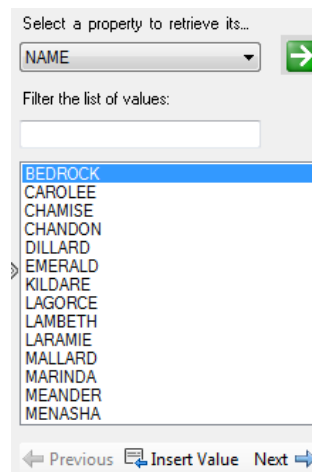 Select a property to retrieve its...
NAME
Filter the list of values:
BEDROCK
CAROLEE
CHAMISE
CHANDON
DILLARD
EMERALD
KILDARE
LAGORCE
LAMBETH
LARAMIE
MALLARD
MARINDA
MEANDER
MENASHA
Previous Insert Value Next